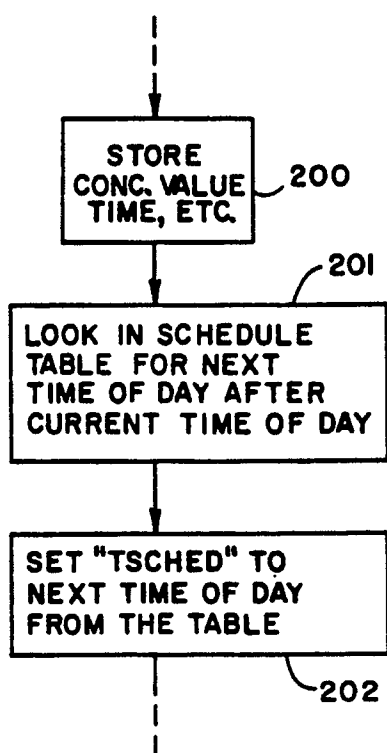 STORE
CONC. VALUE
TIME, ETC.
200
201
LOOK IN SCHEDULE
TABLE FOR NEXT
TIME OF DAY AFTER
CURRENT TIME OF DAY
SET "TSCHED" TO
NEXT TIME OF DAY
FROM THE TABLE
202